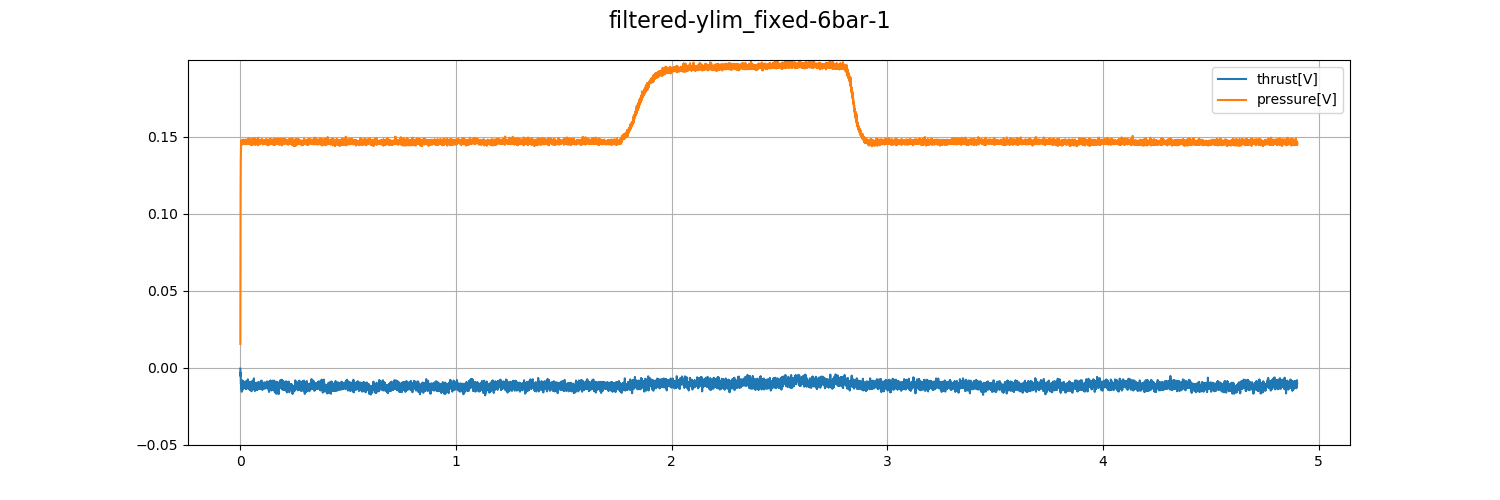 filtered-ylim_fixed-6bar-1
thrust[V]
pressure[V]
0.15
0.10
0.05
0.00
−0.05
0 1 2 3 4 5